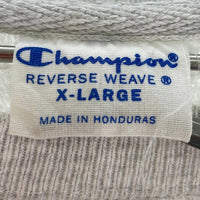 Champion®
REVERSE WEAVE®
X-LARGE
MADE IN HONDURAS